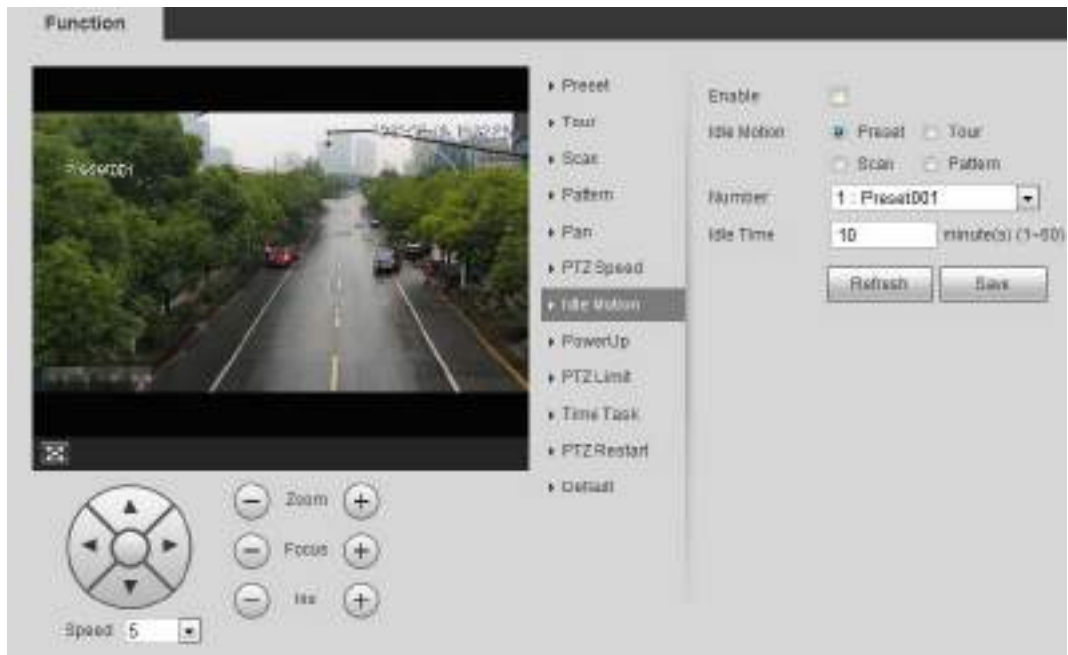 Function
Preset001
Preset
Tour
Scan
Pattern
Pan
PTZ Speed
Idle Motion
PowerUp
PTZ Limit
Time Task
PTZ Restart
Default
Enable
Idle Motion Preset Tour
Scan Pattern
Number 1 : Preset001
Idle Time 10 minute(s) (1~60)
Refresh Save
Zoom
Focus
Iris
Speed 5